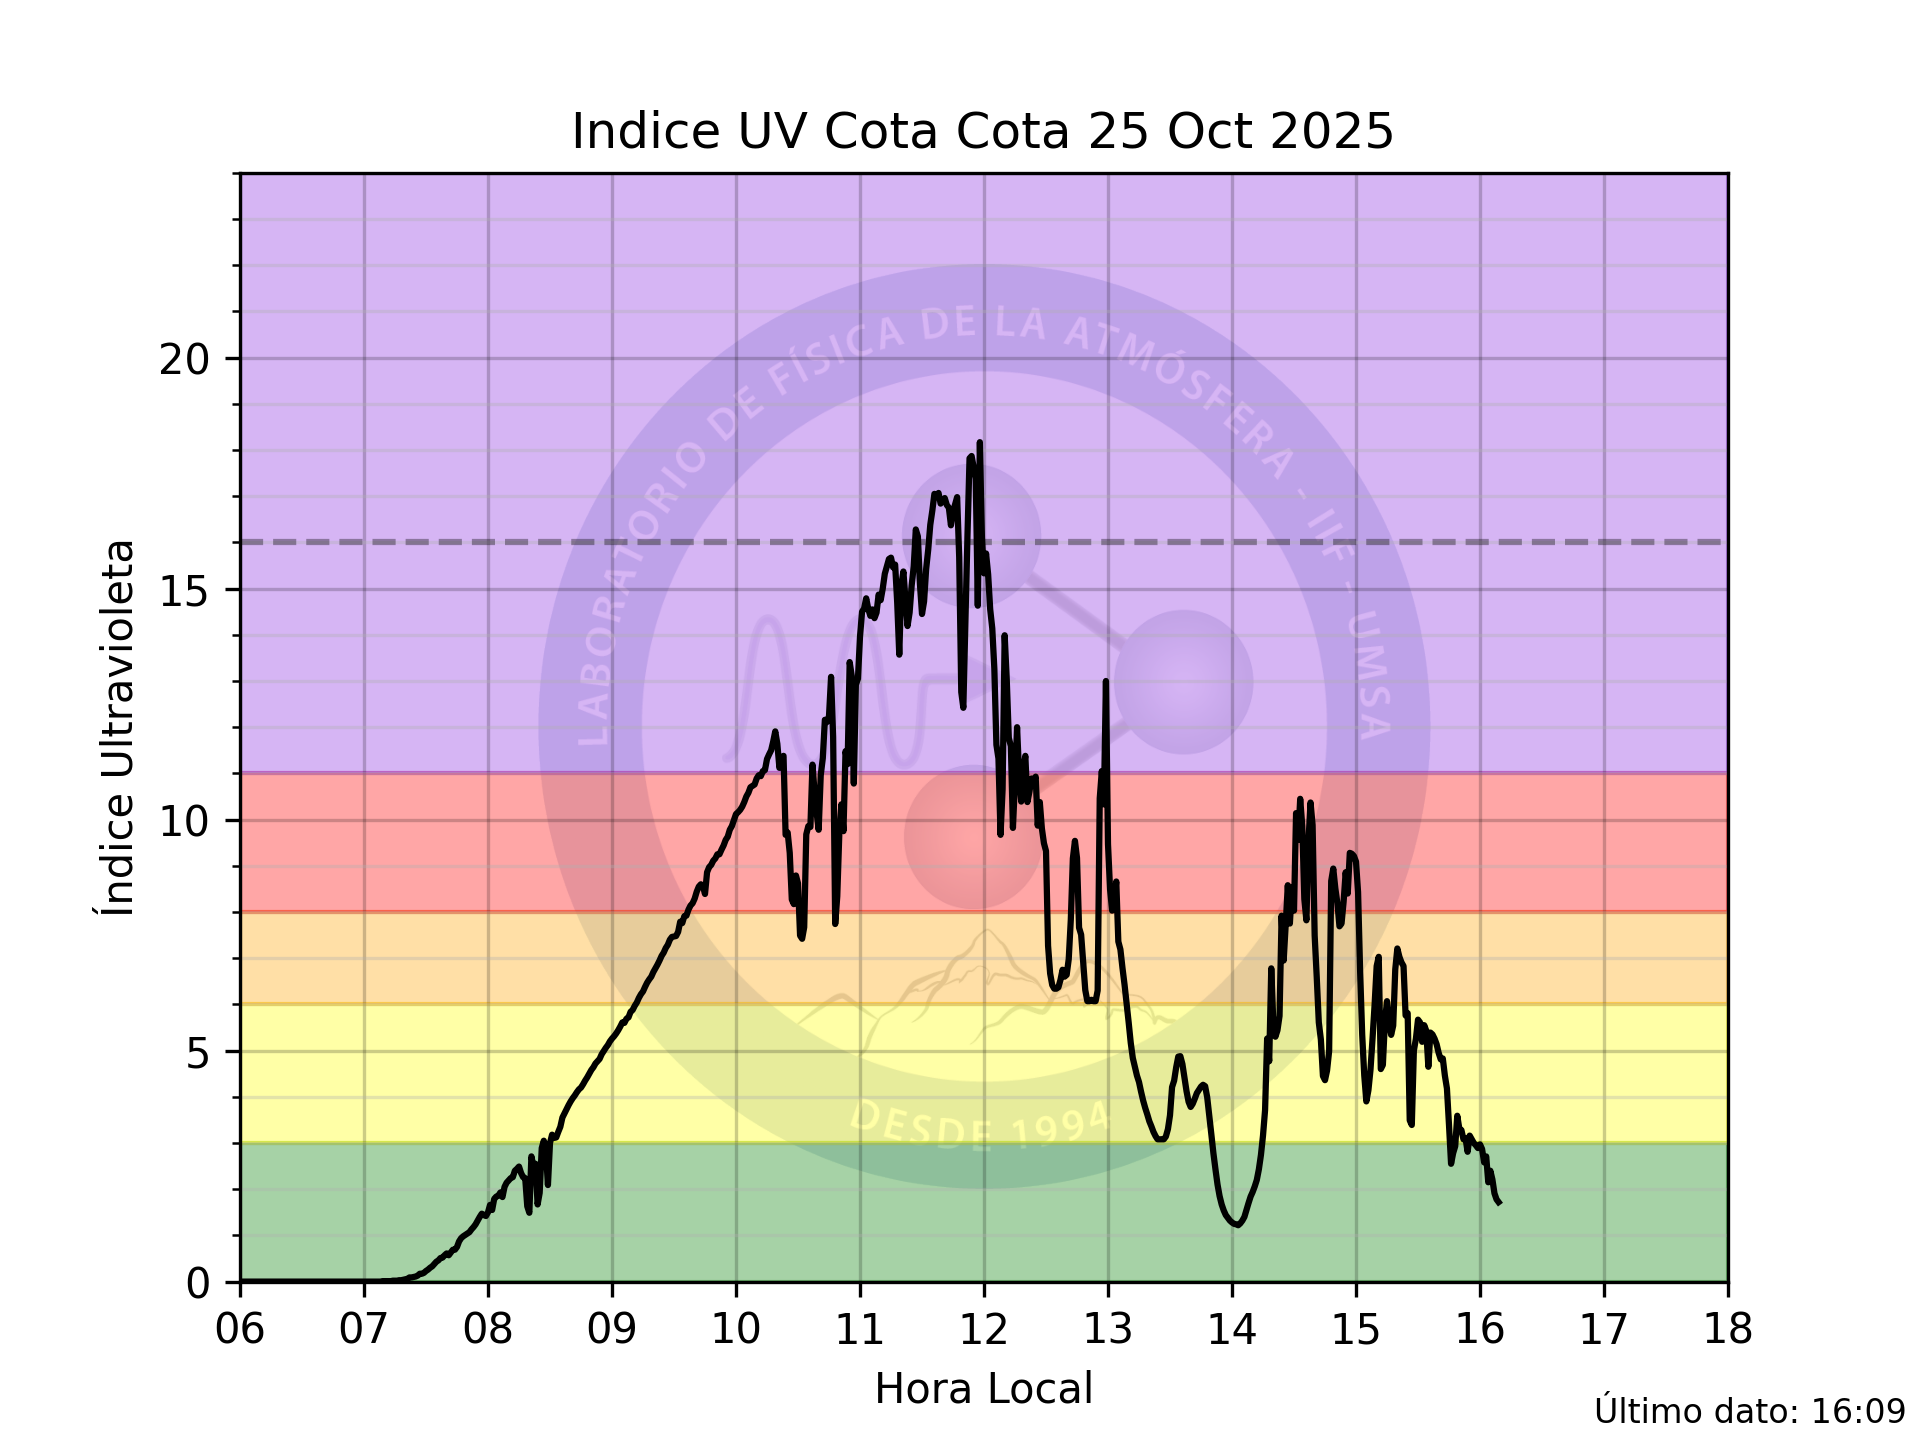 Indice UV Cota Cota 25 Oct 2025
Índice Ultravioleta
20
15
10
5
0
LABORATORIO DE FÍSICA DE LA ATMÓSFERA - IIF - UMSA
DESDE 1994
06 07 08 09 10 11 12 13 14 15 16 17 18
Hora Local
Último dato: 16:09